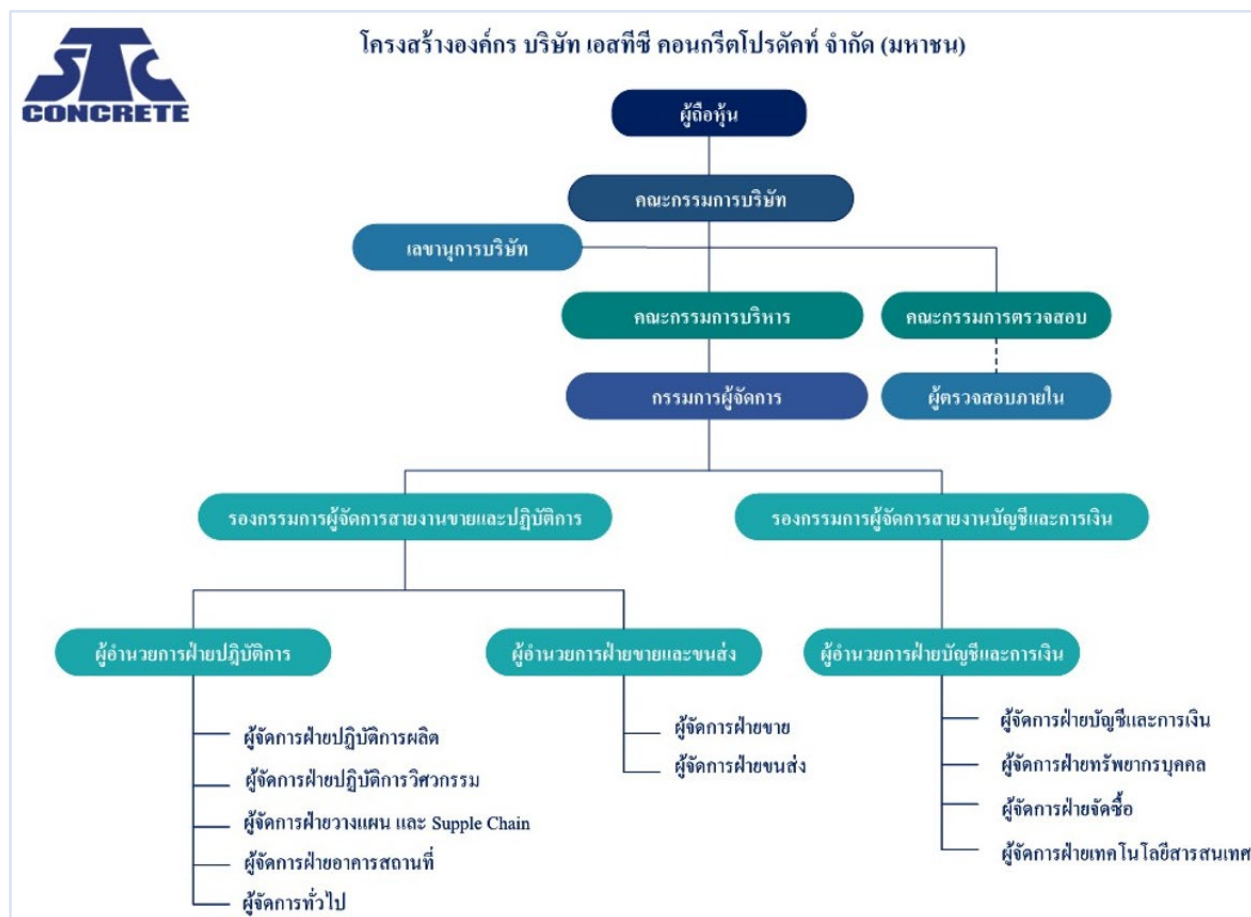 STC
CONCRETE
โครงสร้างองค์กร บริษัท เอสทีซี คอนกรีตโปรดัคท์ จำกัด (มหาชน)
ผู้ถือหุ้น
คณะกรรมการบริษัท
เลขานุการบริษัท
คณะกรรมการบริหาร
คณะกรรมการตรวจสอบ
กรรมการผู้จัดการ
ผู้ตรวจสอบภายใน
รองกรรมการผู้จัดการสายงานขายและปฏิบัติการ
รองกรรมการผู้จัดการสายงานบัญชีและการเงิน
ผู้อำนวยการฝ่ายปฏิบัติการ
ผู้อำนวยการฝ่ายขายและขนส่ง
ผู้อำนวยการฝ่ายบัญชีและการเงิน
ผู้จัดการฝ่ายปฏิบัติการผลิต
ผู้จัดการฝ่ายปฏิบัติการวิศวกรรม
ผู้จัดการฝ่ายวางแผน และ Supple Chain
ผู้จัดการฝ่ายอาคารสถานที่
ผู้จัดการทั่วไป
ผู้จัดการฝ่ายขาย
ผู้จัดการฝ่ายขนส่ง
ผู้จัดการฝ่ายบัญชีและการเงิน
ผู้จัดการฝ่ายทรัพยากรบุคคล
ผู้จัดการฝ่ายจัดซื้อ
ผู้จัดการฝ่ายเทคโนโลยีสารสนเทศ